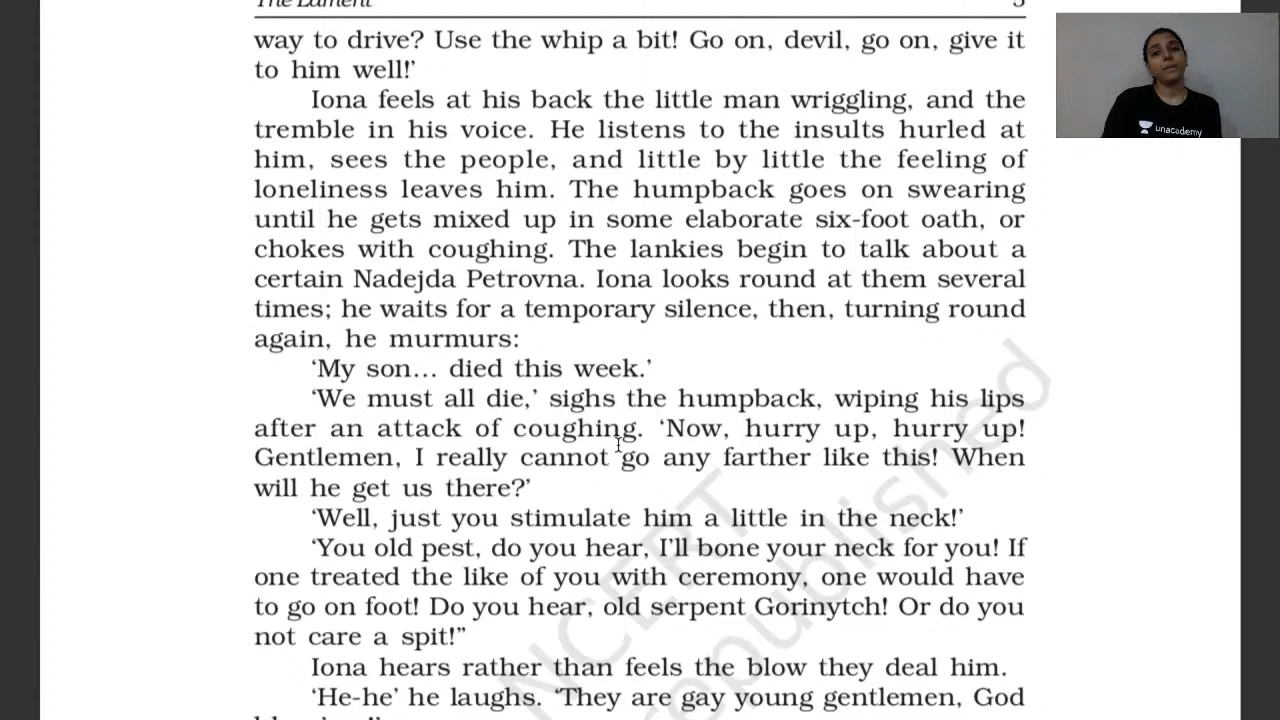 The Lament 5
way to drive? Use the whip a bit! Go on, devil, go on, give it
to him well!’
Iona feels at his back the little man wriggling, and the
tremble in his voice. He listens to the insults hurled at
him, sees the people, and little by little the feeling of
loneliness leaves him. The humpback goes on swearing
until he gets mixed up in some elaborate six-foot oath, or
chokes with coughing. The lankies begin to talk about a
certain Nadejda Petrovna. Iona looks round at them several
times; he waits for a temporary silence, then, turning round
again, he murmurs:
‘My son... died this week.’
‘We must all die,’ sighs the humpback, wiping his lips
after an attack of coughing. ‘Now, hurry up, hurry up!
Gentlemen, I really cannot go any farther like this! When
will he get us there?’
‘Well, just you stimulate him a little in the neck!’
‘You old pest, do you hear, I’ll bone your neck for you! If
one treated the like of you with ceremony, one would have
to go on foot! Do you hear, old serpent Gorinytch! Or do you
not care a spit!”
Iona hears rather than feels the blow they deal him.
‘He-he’ he laughs. ‘They are gay young gentlemen, God
NCERT
republished
unacademy